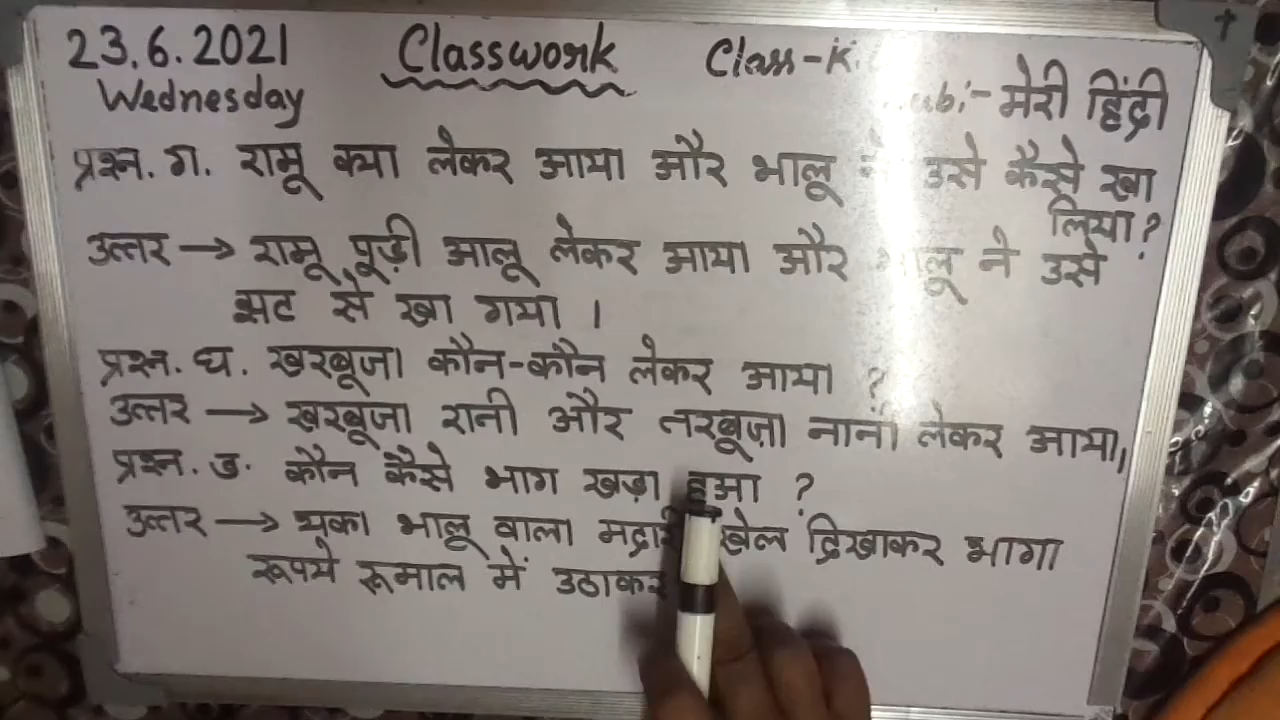 23.6.2021 Classwork Class-K.
Wednesday मेरी हिंद्री
प्रश्न. ग. रामू क्या लेकर आया और भालू उसे कैसे खा
लिया?
उत्तर → रामू पूड़ी आलू लेकर आया और ने उसे
झट से खा गया ।
प्रश्न. घ. खरबूजा कौन-कौन लेकर आया ?
उत्तर → खरबूजा रानी और तरबूज़ा नानी लेकर आया,
प्रश्न. ड. कौन कैसे भाग खड़ा हुआ ?
उत्तर → थका भालू वाला खेल द्रिखाकर भागा
रूपये रूमाल में उठाकर